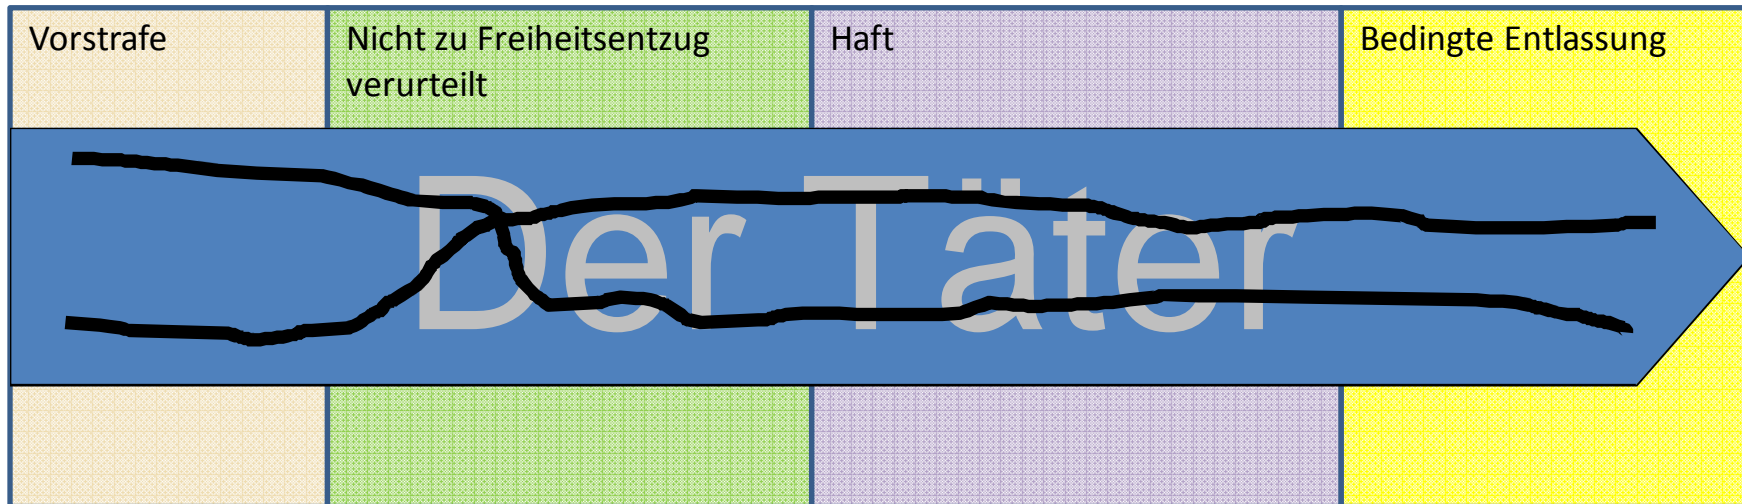 Vorstrafe
Nicht zu Freiheitsentzug
verurteilt
Haft
Bedingte Entlassung
Der Täter